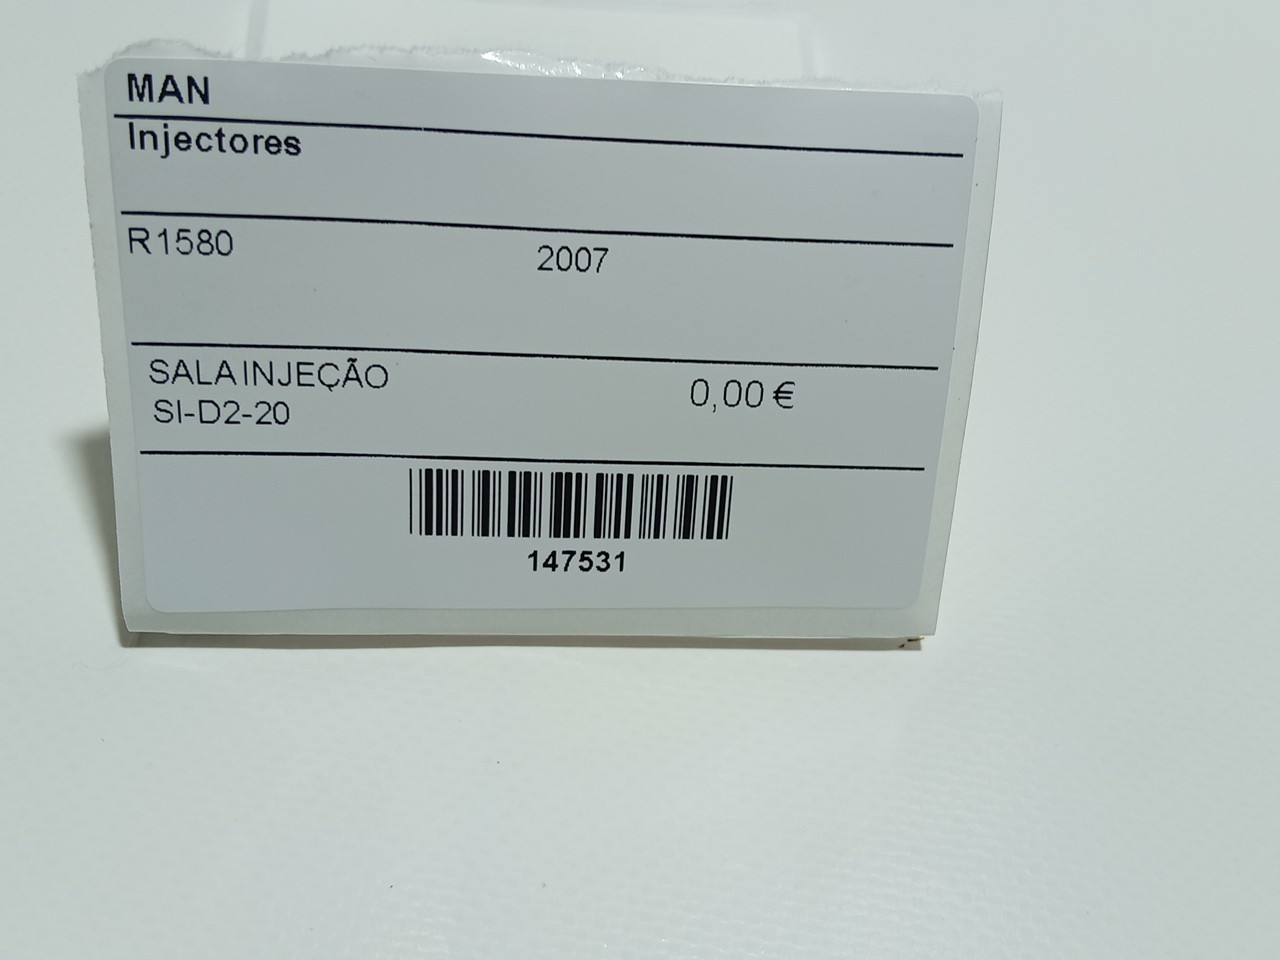 MAN
Injectores
R1580 2007
SALA INJEÇÃO 0,00 €
SI-D2-20
147531